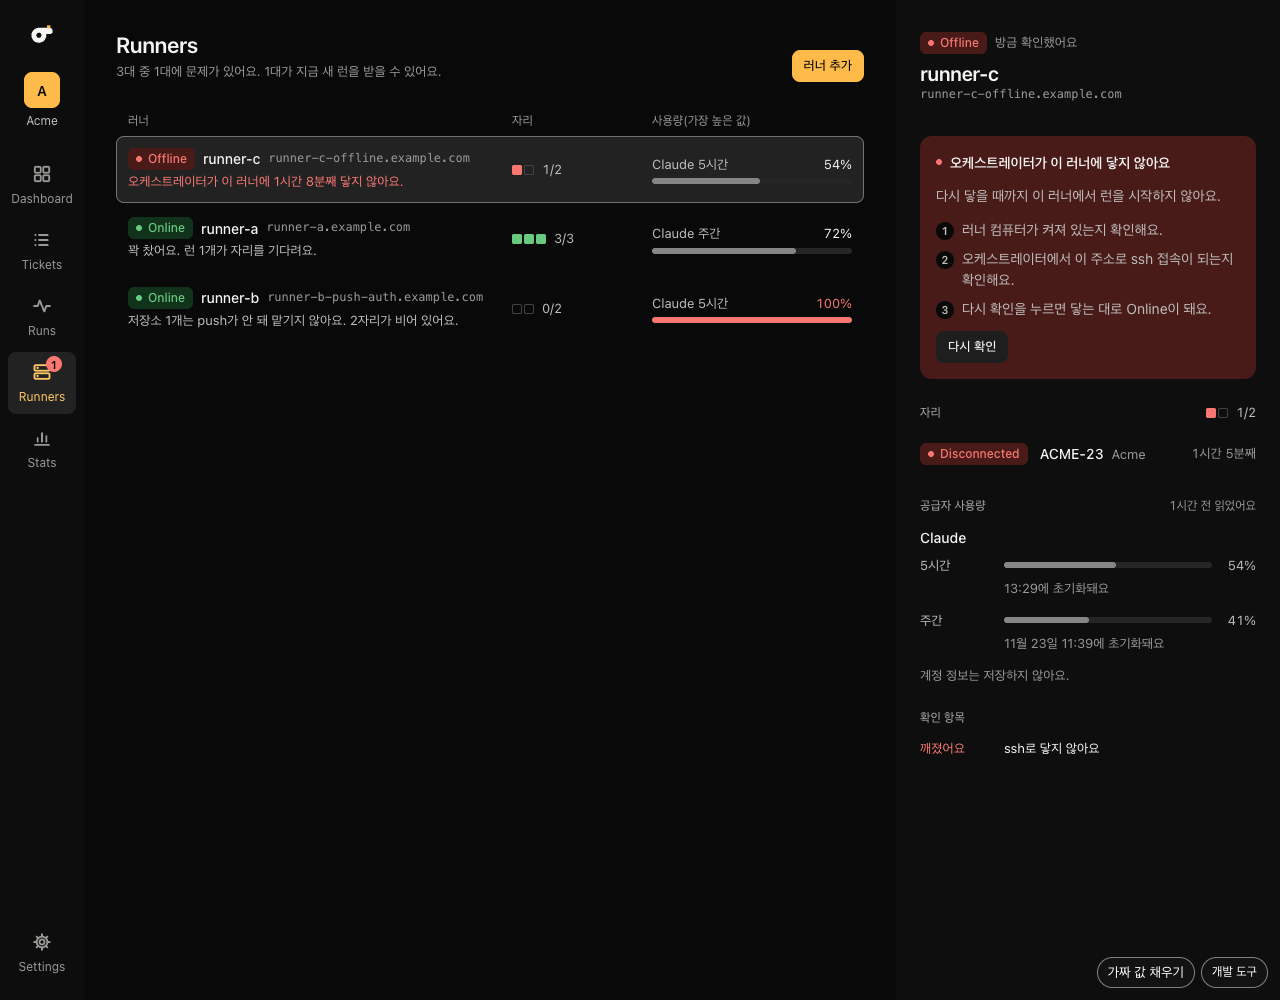 A
Acme
Dashboard
Tickets
Runs
1
Runners
Stats
Settings
Runners
3대 중 1대에 문제가 있어요. 1대가 지금 새 런을 받을 수 있어요.
러너 추가
러너 자리 사용량(가장 높은 값)
Offline runner-c runner-c-offline.example.com
오케스트레이터가 이 러너에 1시간 8분째 닿지 않아요.
1/2
Claude 5시간 54%
Online runner-a runner-a.example.com
꽉 찼어요. 런 1개가 자리를 기다려요.
3/3
Claude 주간 72%
Online runner-b runner-b-push-auth.example.com
저장소 1개는 push가 안 돼 맡기지 않아요. 2자리가 비어 있어요.
0/2
Claude 5시간 100%
Offline 방금 확인했어요
runner-c
runner-c-offline.example.com
오케스트레이터가 이 러너에 닿지 않아요
다시 닿을 때까지 이 러너에서 런을 시작하지 않아요.
1 러너 컴퓨터가 켜져 있는지 확인해요.
2 오케스트레이터에서 이 주소로 ssh 접속이 되는지
확인해요.
3 다시 확인을 누르면 닿는 대로 Online이 돼요.
다시 확인
자리 1/2
Disconnected ACME-23 Acme 1시간 5분째
공급자 사용량 1시간 전 읽었어요
Claude
5시간 54%
13:29에 초기화돼요
주간 41%
11월 23일 11:39에 초기화돼요
계정 정보는 저장하지 않아요.
확인 항목
깨졌어요 ssh로 닿지 않아요
가짜 값 채우기 개발 도구